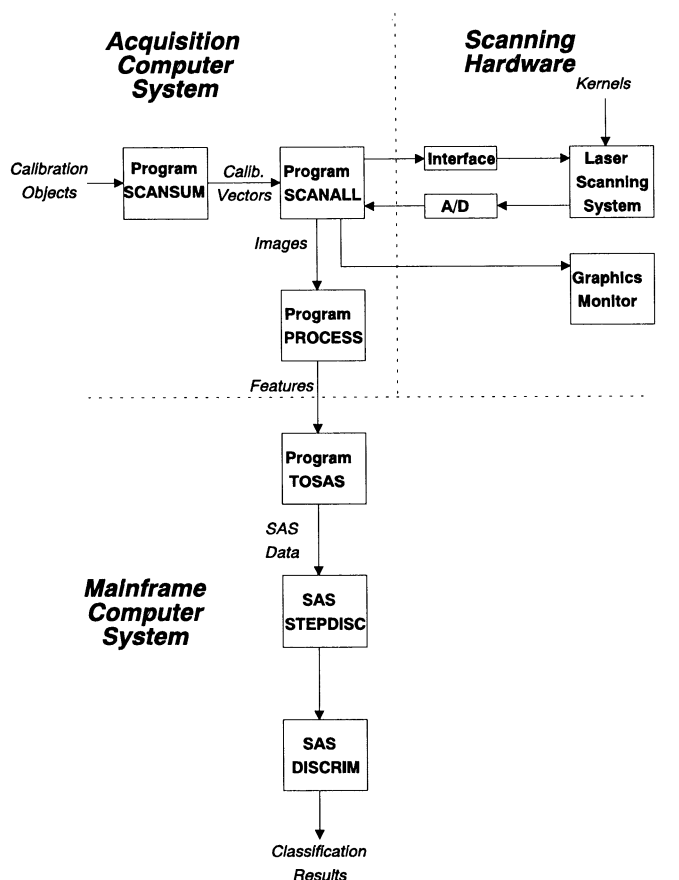 Acquisition
Computer
System
Scanning
Hardware
Kernels
Calibration
Objects
Program
SCANSUM
Calib.
Vectors
Program
SCANALL
Interface
A/D
Laser
Scanning
System
Images
Graphics
Monitor
Program
PROCESS
Features
Program
TOSAS
SAS
Data
Mainframe
Computer
System
SAS
STEPDISC
SAS
DISCRIM
Classification
Results